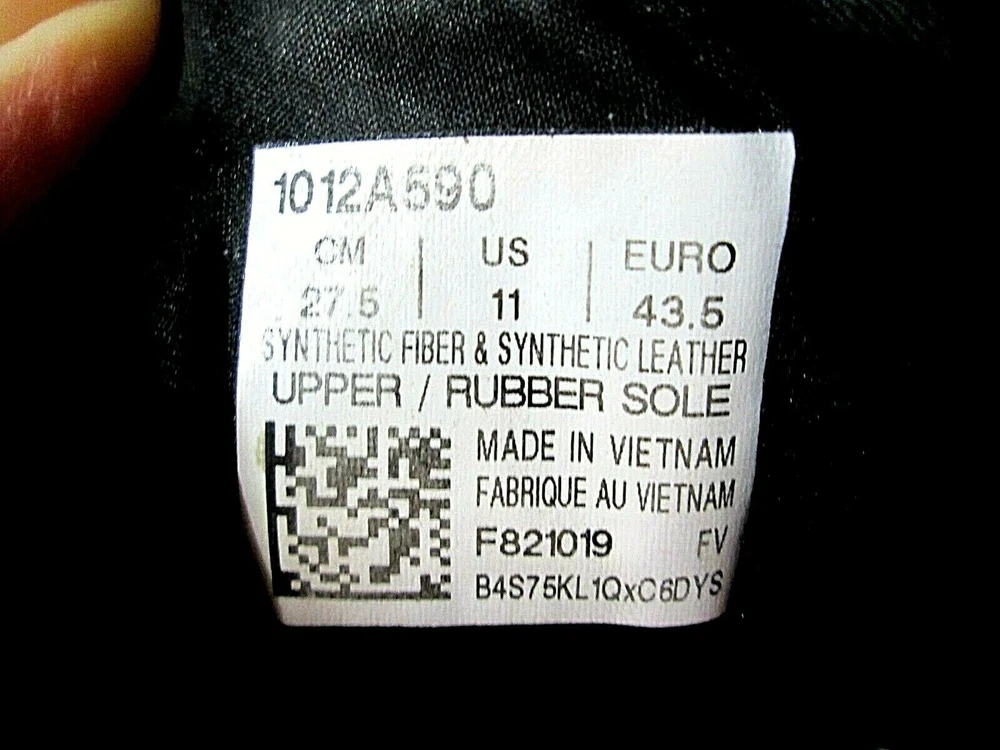 1012A590
CM | US | EURO
27.5 | 11 | 43.5
SYNTHETIC FIBER & SYNTHETIC LEATHER
UPPER / RUBBER SOLE
MADE IN VIETNAM
FABRIQUE AU VIETNAM
F821019 FV
B4S75KL1QxC6DYS